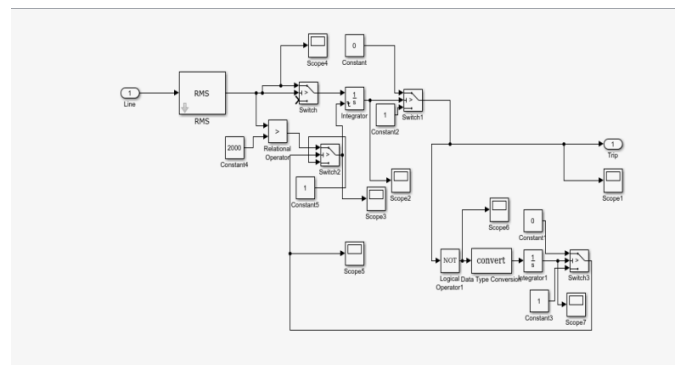 Scope4
0
Constant
1
Line
RMS
RMS
>
Switch
1
s
Integrator
1
Constant2
>
Switch1
2000
Constant4
>
Relational
Operator
>
Switch2
1
Constant5
Scope2
Scope3
1
Trip
Scope1
Scope6
0
Constant1
Scope5
NOT
Logical
Operator1
convert
Data Type Conversion
1
s
Integrator1
>
Switch3
1
Constant3
Scope7